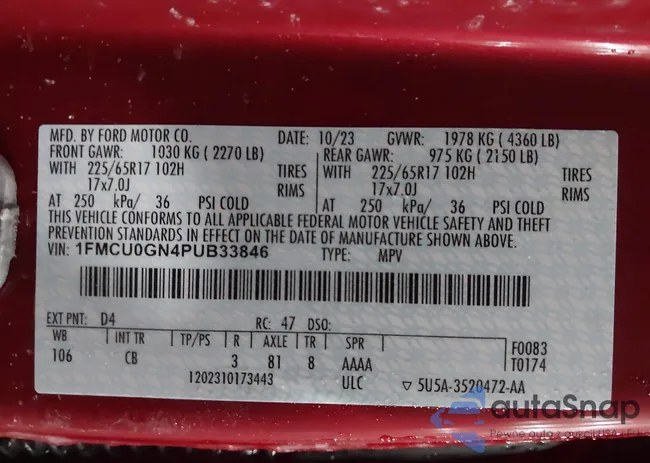 MFD. BY FORD MOTOR CO. DATE: 10/23 GVWR: 1978 KG ( 4360 LB)
FRONT GAWR: 1030 KG ( 2270 LB) REAR GAWR: 975 KG ( 2150 LB)
WITH 225/65R17 102H TIRES WITH 225/65R17 102H TIRES
17x7.0J RIMS 17x7.0J RIMS
AT 250 kPa/ 36 PSI COLD AT 250 kPa/ 36 PSI COLD
THIS VEHICLE CONFORMS TO ALL APPLICABLE FEDERAL MOTOR VEHICLE SAFETY AND THEFT
PREVENTION STANDARDS IN EFFECT ON THE DATE OF MANUFACTURE SHOWN ABOVE.
VIN: 1FMCU0GN4PUB33846 TYPE: MPV
EXT PNT: D4 RC: 47 DSO:
WB INT TR TP/PS R AXLE TR SPR F0083
106 CB 3 81 8 AAAA T0174
1202310173443 ULC ▽ 5U5A-3520472-AA
autoSnap
Pewne auto z